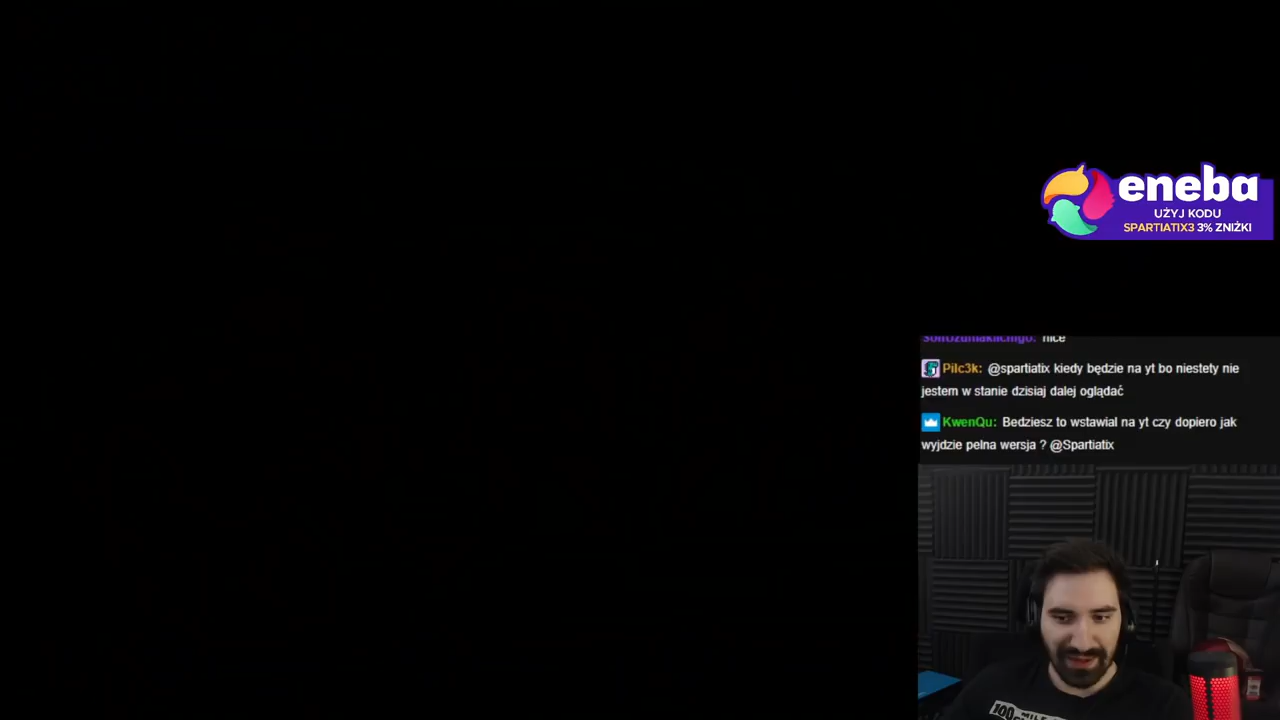 eneba
UŻYJ KODU
SPARTIATIX3 3% ZNIŻKI
nice
Pilc3k: @spartiatix kiedy będzie na yt bo niestety nie
jestem w stanie dzisiaj dalej oglądać
KwenQu: Bedziesz to wstawial na yt czy dopiero jak
wyjdzie pelna wersja ? @Spartiatix